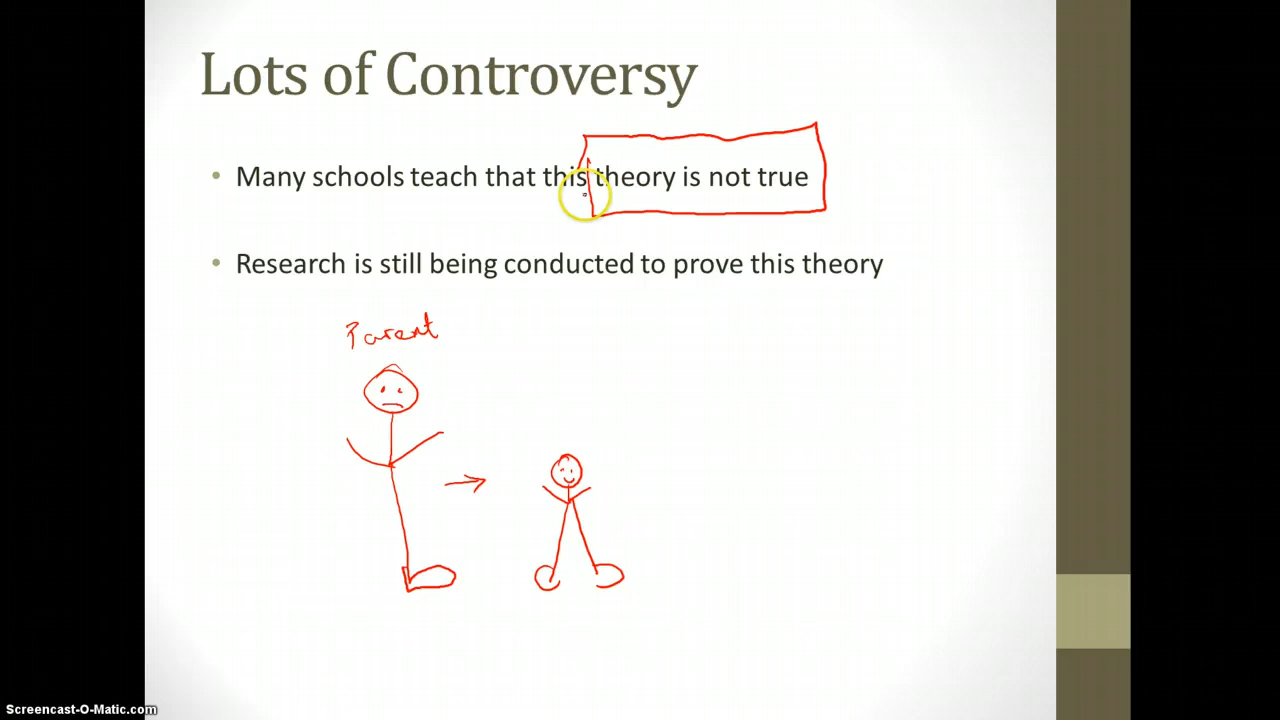 Lots of Controversy
• Many schools teach that this theory is not true
• Research is still being conducted to prove this theory
Parent
Screencast-O-Matic.com